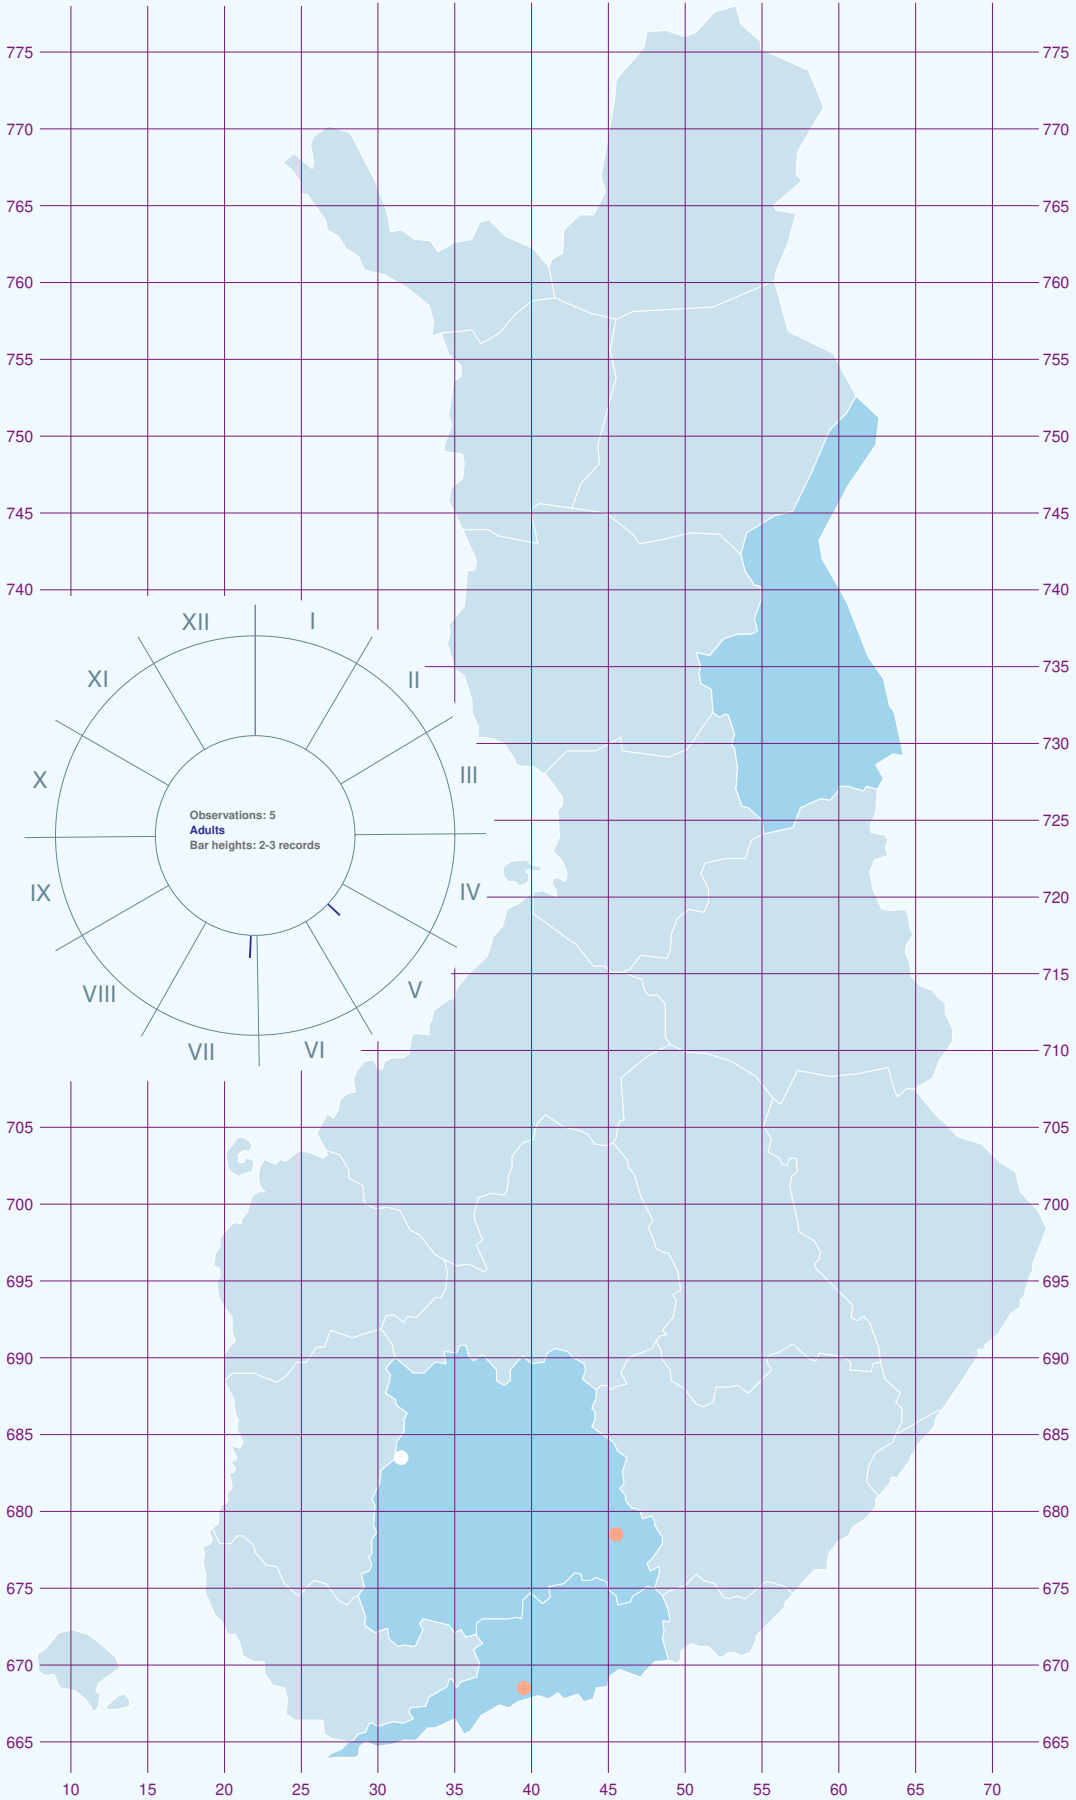 775 775
770 770
765 765
760 760
755 755
750 750
745 745
740 740
XII I
735
XI II
730
X III
Observations: 5
Adults
Bar heights: 2-3 records
725
IX IV
720
VIII V
715
VII VI
710
705 705
700 700
695 695
690 690
685 685
680 680
675 675
670 670
665 665
10 15 20 25 30 35 40 45 50 55 60 65 70